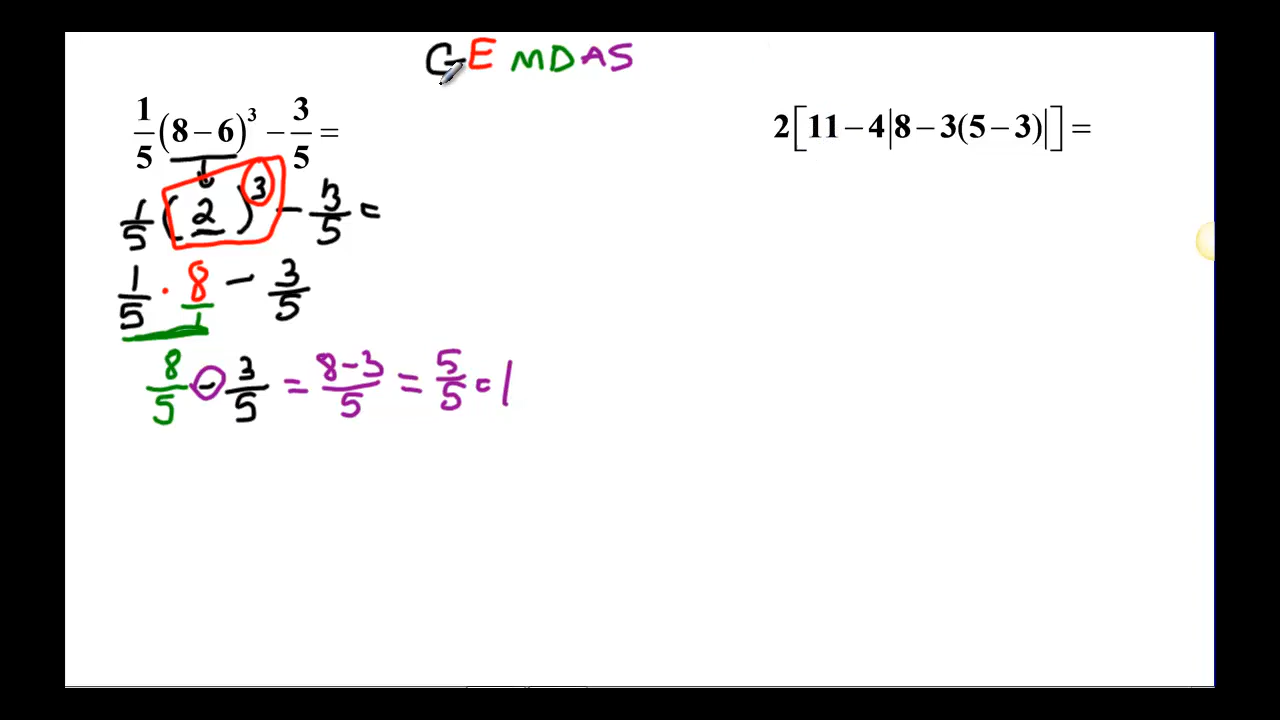 GEMDAS
1/5 (8 − 6)³ − 3/5 =
1/5 (2)³ − 3/5 =
1/5 · 8/1 − 3/5
8/5 − 3/5 = 8−3/5 = 5/5 = 1
2[11 − 4|8 − 3(5 − 3)|] =